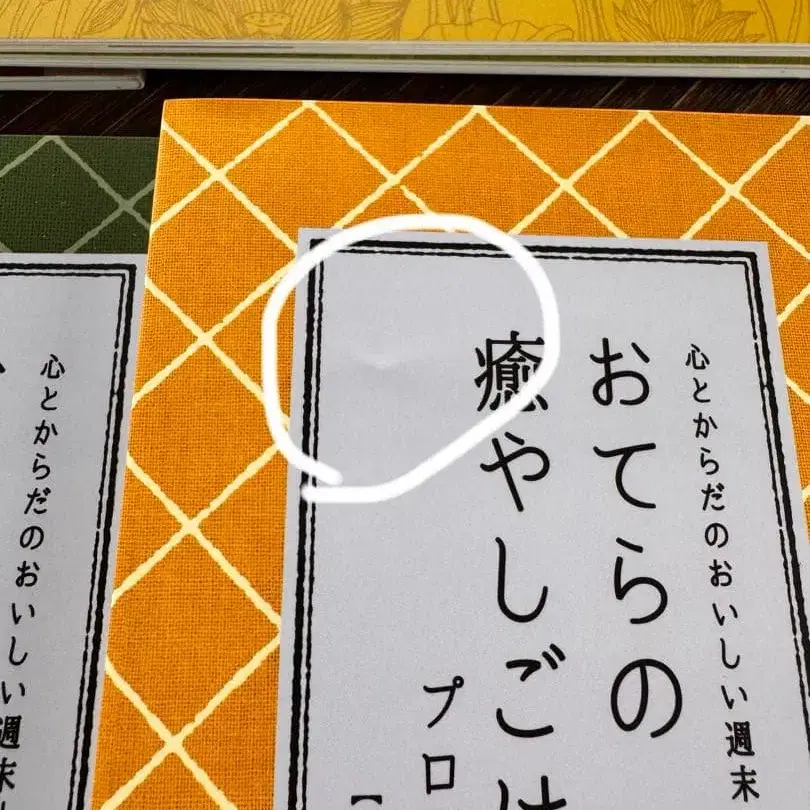 心とからだのおいしい週末
おてらの
癒やしご
プロ
【
心とからだのおいしい週末